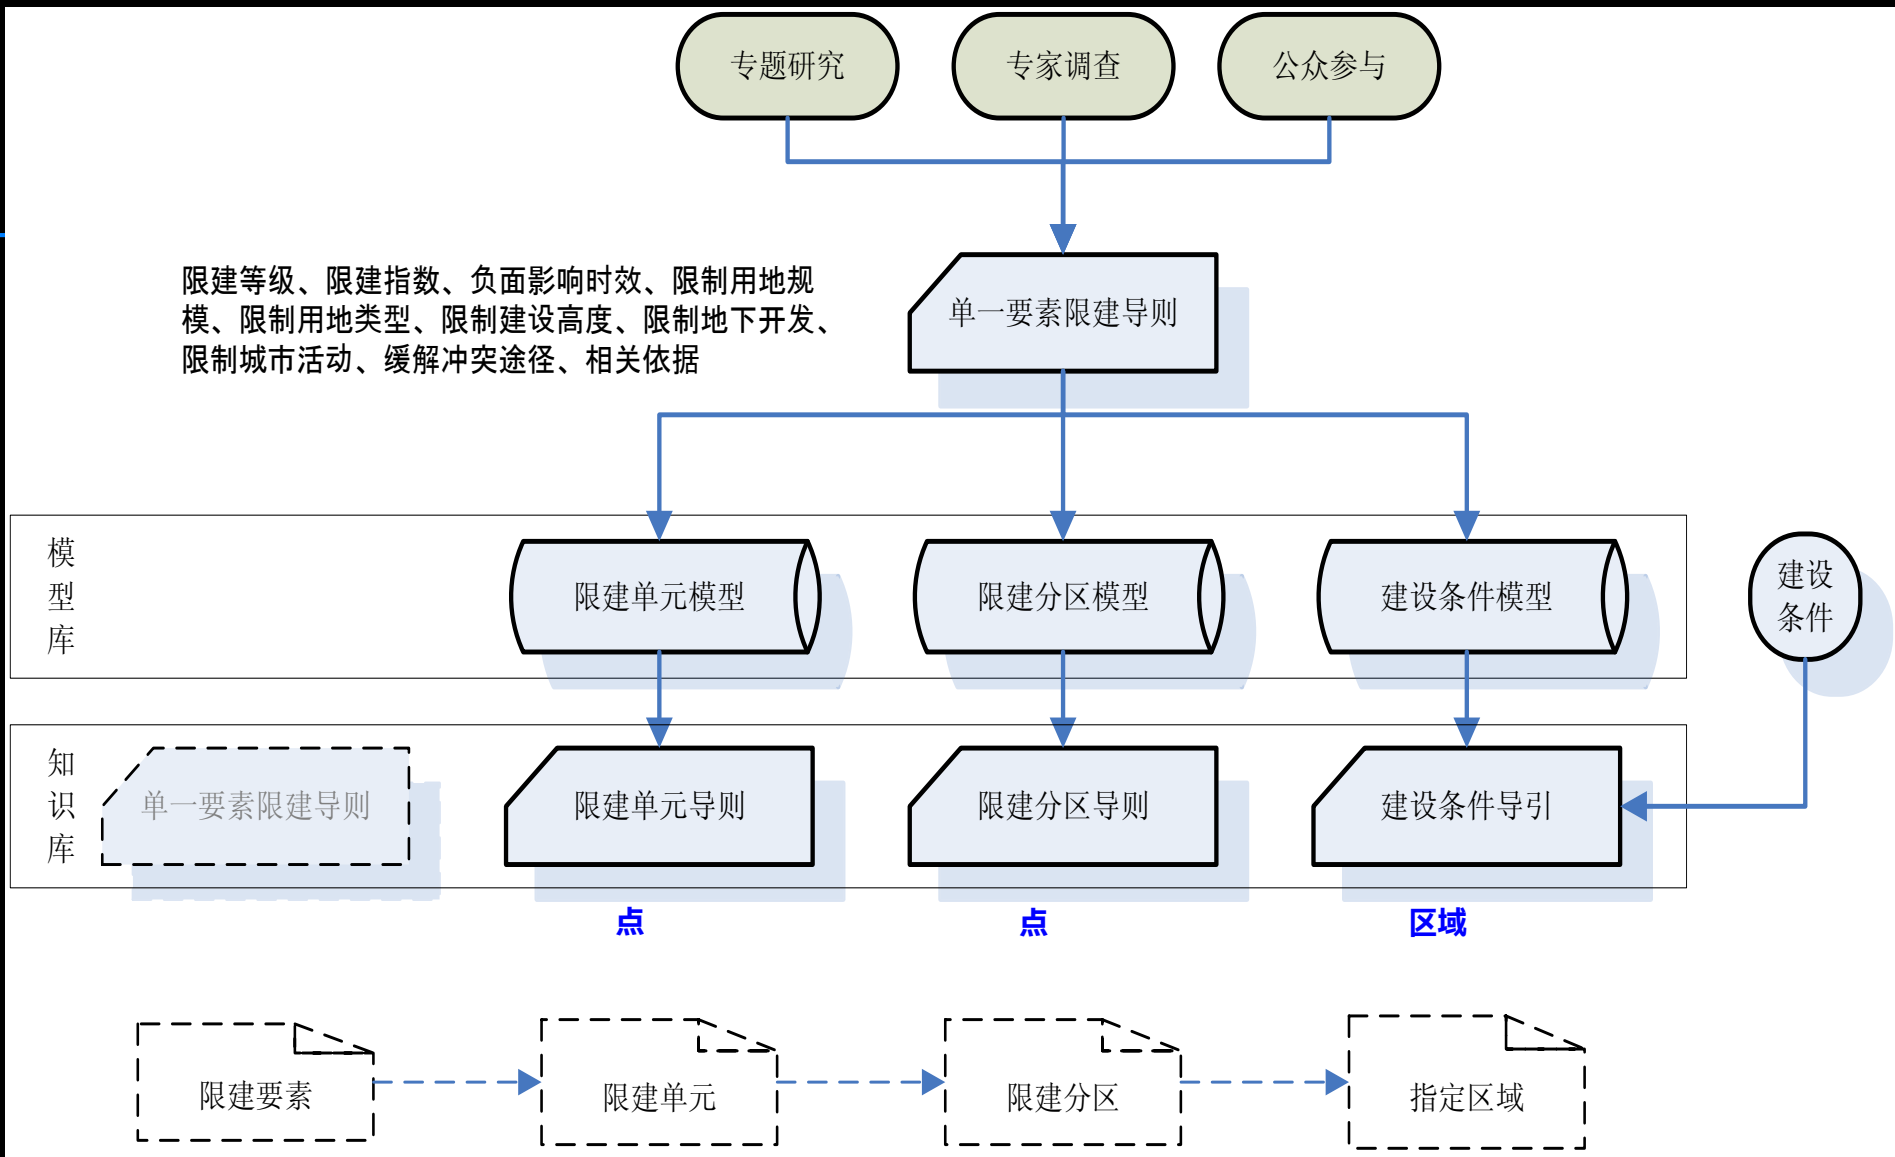 专题研究
专家调查
公众参与
限建等级、限建指数、负面影响时效、限制用地规
模、限制用地类型、限制建设高度、限制地下开发、
限制城市活动、缓解冲突途径、相关依据
单一要素限建导则
模
型
库
限建单元模型
限建分区模型
建设条件模型
建设
条件
知
识
库
单一要素限建导则
限建单元导则
限建分区导则
建设条件导引
点
点
区域
限建要素
限建单元
限建分区
指定区域